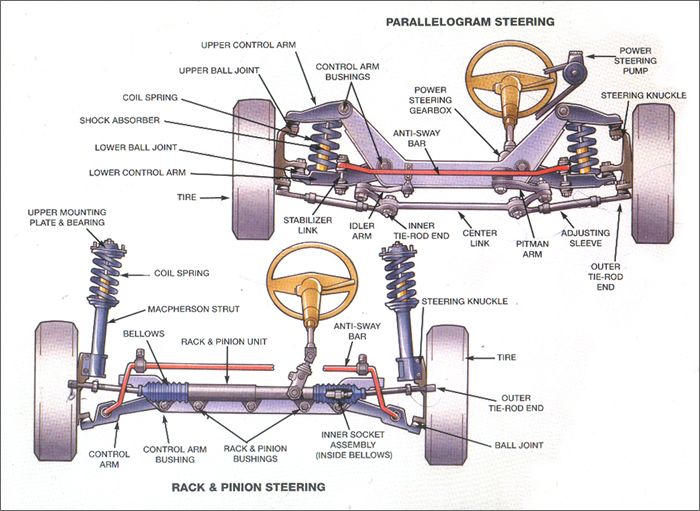 PARALLELOGRAM STEERING
UPPER CONTROL ARM
UPPER BALL JOINT
COIL SPRING
SHOCK ABSORBER
LOWER BALL JOINT
LOWER CONTROL ARM
TIRE
CONTROL ARM
BUSHINGS
POWER
STEERING
GEARBOX
ANTI-SWAY
BAR
POWER
STEERING
PUMP
STEERING KNUCKLE
STABILIZER
LINK
IDLER
ARM
INNER
TIE-ROD END
CENTER
LINK
PITMAN
ARM
ADJUSTING
SLEEVE
OUTER
TIE-ROD
END
UPPER MOUNTING
PLATE & BEARING
COIL SPRING
MACPHERSON STRUT
BELLOWS
RACK & PINION UNIT
ANTI-SWAY
BAR
STEERING KNUCKLE
TIRE
OUTER
TIE-ROD END
BALL JOINT
CONTROL
ARM
CONTROL ARM
BUSHING
RACK & PINION
BUSHINGS
INNER SOCKET
ASSEMBLY
(INSIDE BELLOWS)
RACK & PINION STEERING